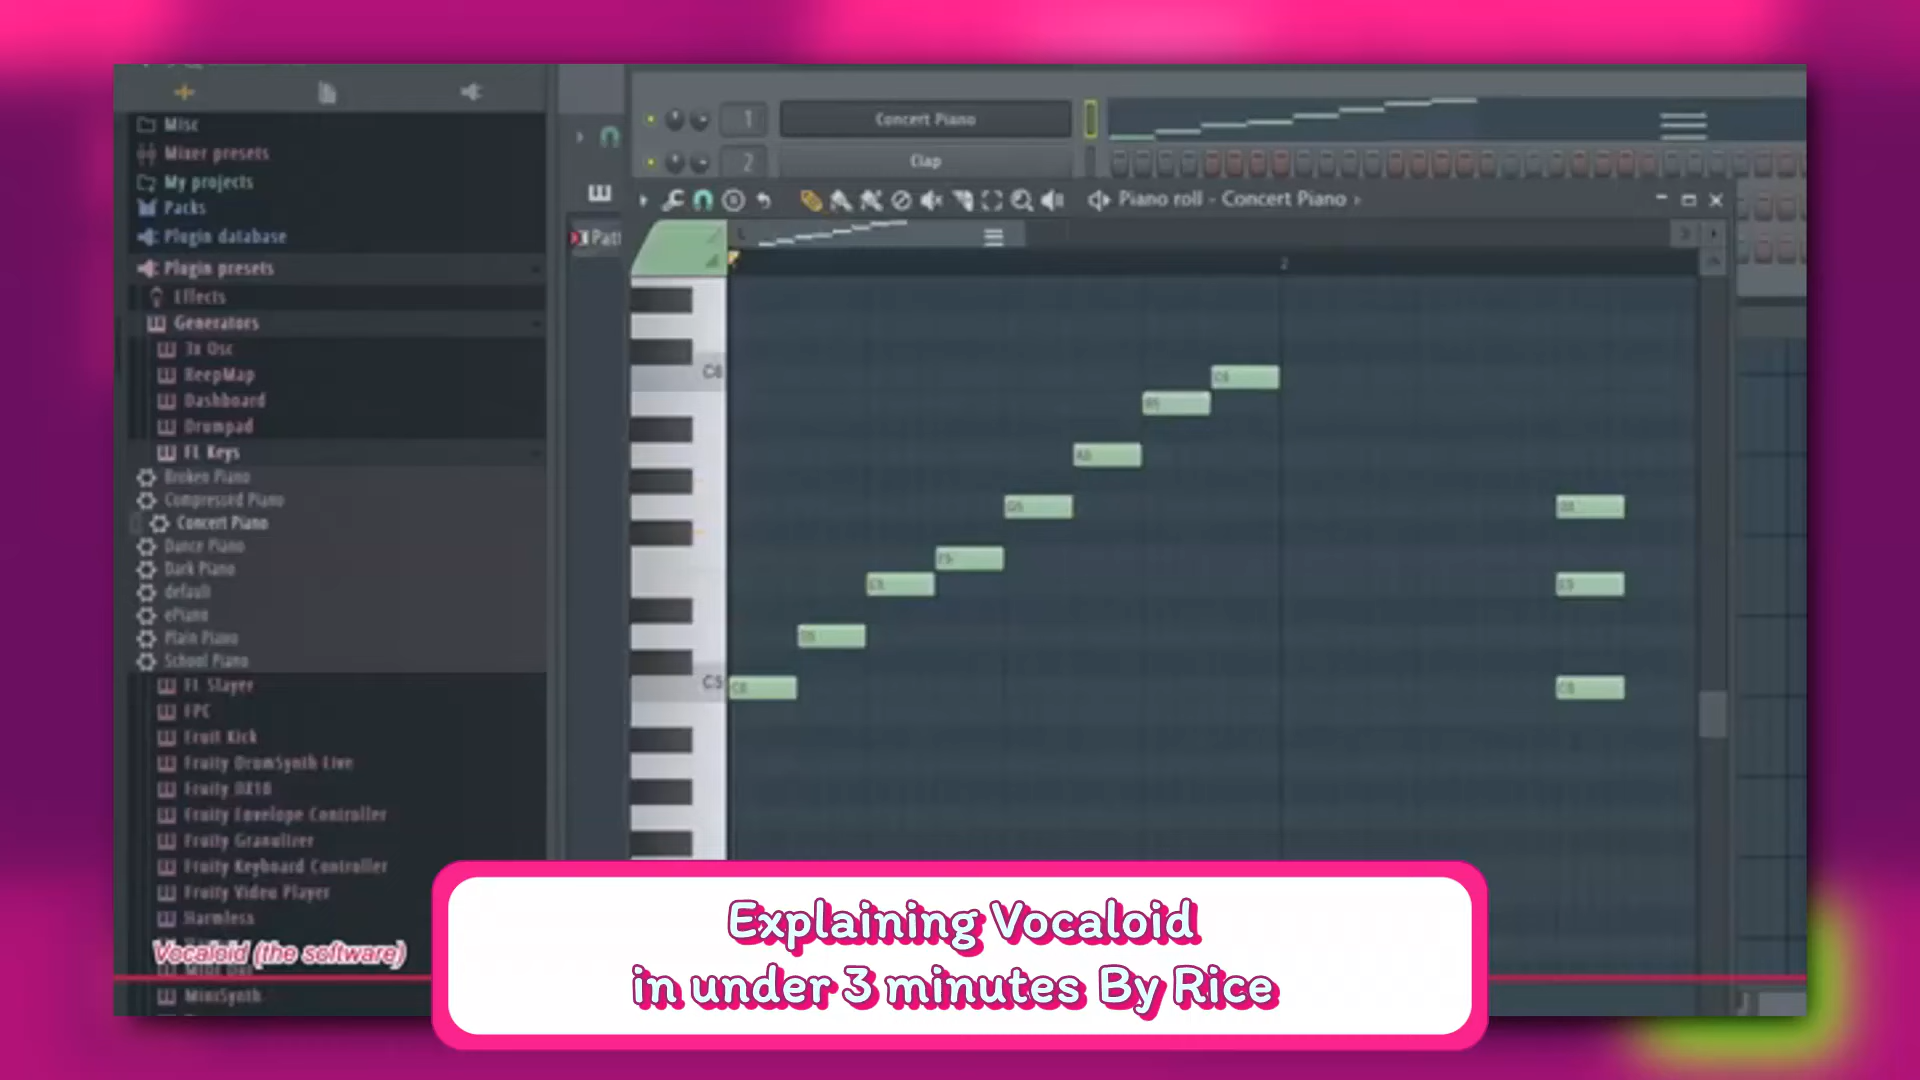 Misc
Mixer presets
My projects
Packs
Plugin database
Plugin presets
Effects
Generators
3x Osc
BeepMap
Dashboard
Drumpad
FL Keys
Broken Piano
Compressed Piano
Concert Piano
Dance Piano
Dark Piano
default
ePiano
Plain Piano
School Piano
FL Slayer
FPC
Fruit Kick
Fruity DrumSynth Live
Fruity DX10
Fruity Envelope Controller
Fruity Granulizer
Fruity Keyboard Controller
Fruity Video Player
Harmless
Vocaloid (the software)
MiniSynth
1
Concert Piano
2
Clap
Piano roll - Concert Piano
Patt
2
C6
C5
Explaining Vocaloid
in under 3 minutes By Rice